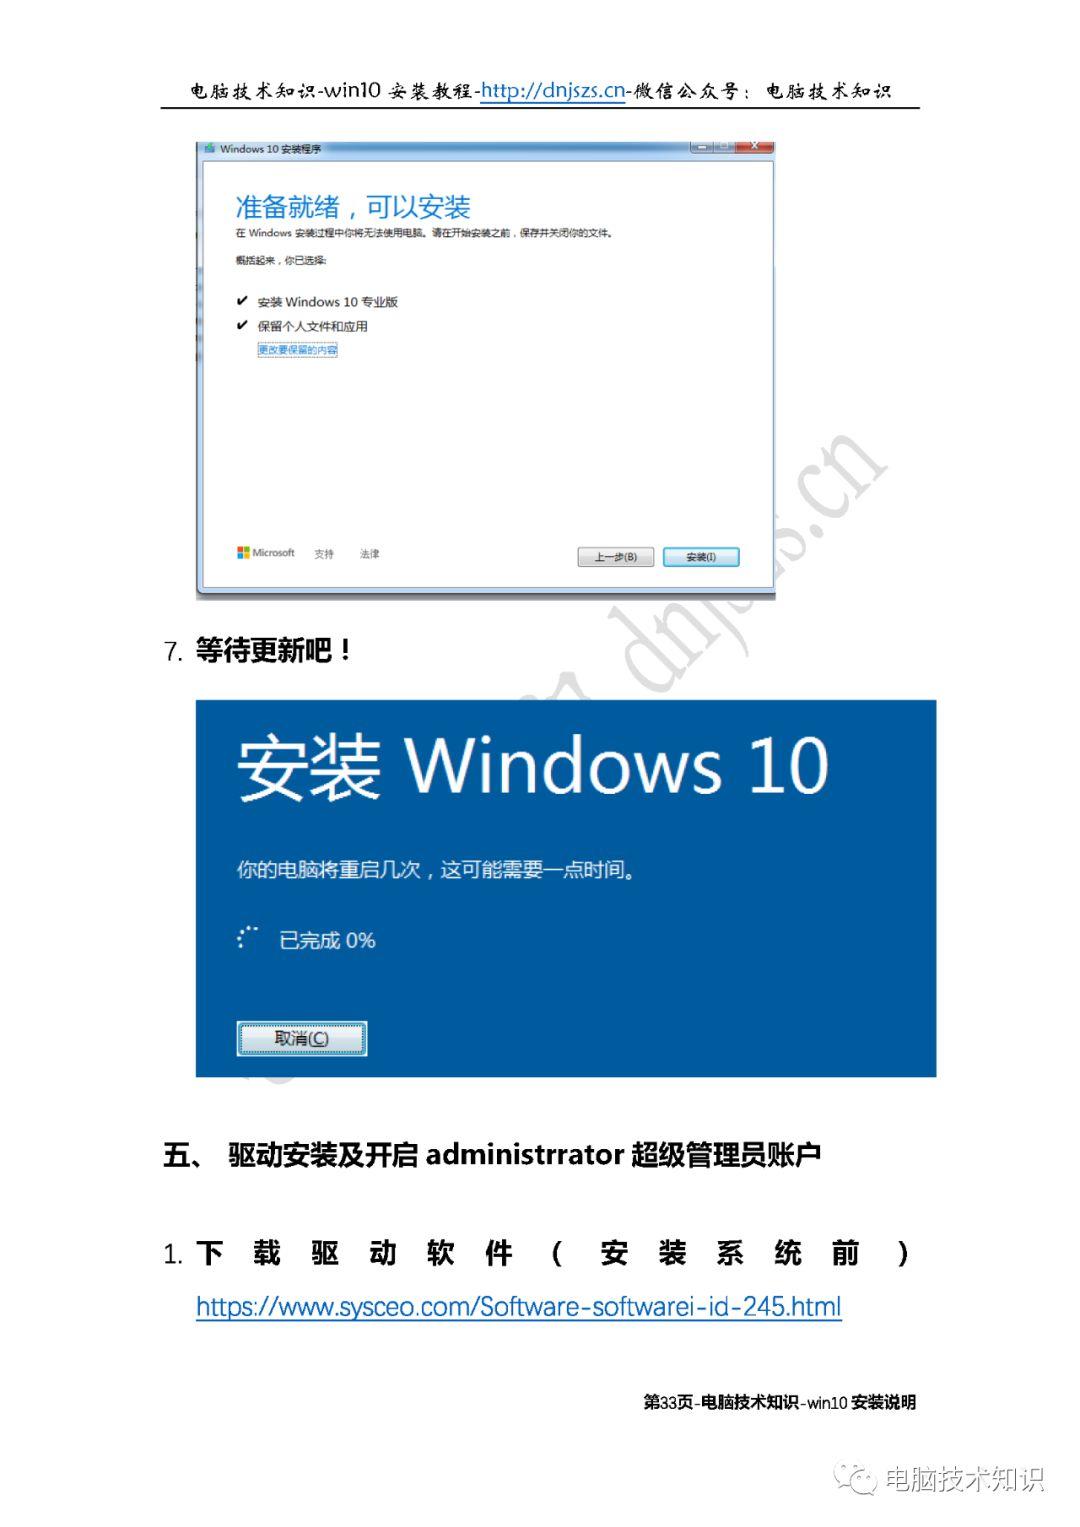 电脑技术知识-win10 安装教程-http://dnjszs.cn-微信公众号：电脑技术知识
Windows 10 安装程序
准备就绪，可以安装
在 Windows 安装过程中你将无法使用电脑。请在开始安装之前，保存并关闭你的文件。
概括起来，你已选择:
✔ 安装 Windows 10 专业版
✔ 保留个人文件和应用
更改要保留的内容
Microsoft 支持 法律
上一步(B) 安装(I)
7. 等待更新吧！
安装 Windows 10
你的电脑将重启几次，这可能需要一点时间。
已完成 0%
取消(C)
五、 驱动安装及开启 administrrator 超级管理员账户
1. 下载驱动软件（安装系统前）
https://www.sysceo.com/Software-softwarei-id-245.html
第33页-电脑技术知识-win10 安装说明
电脑技术知识